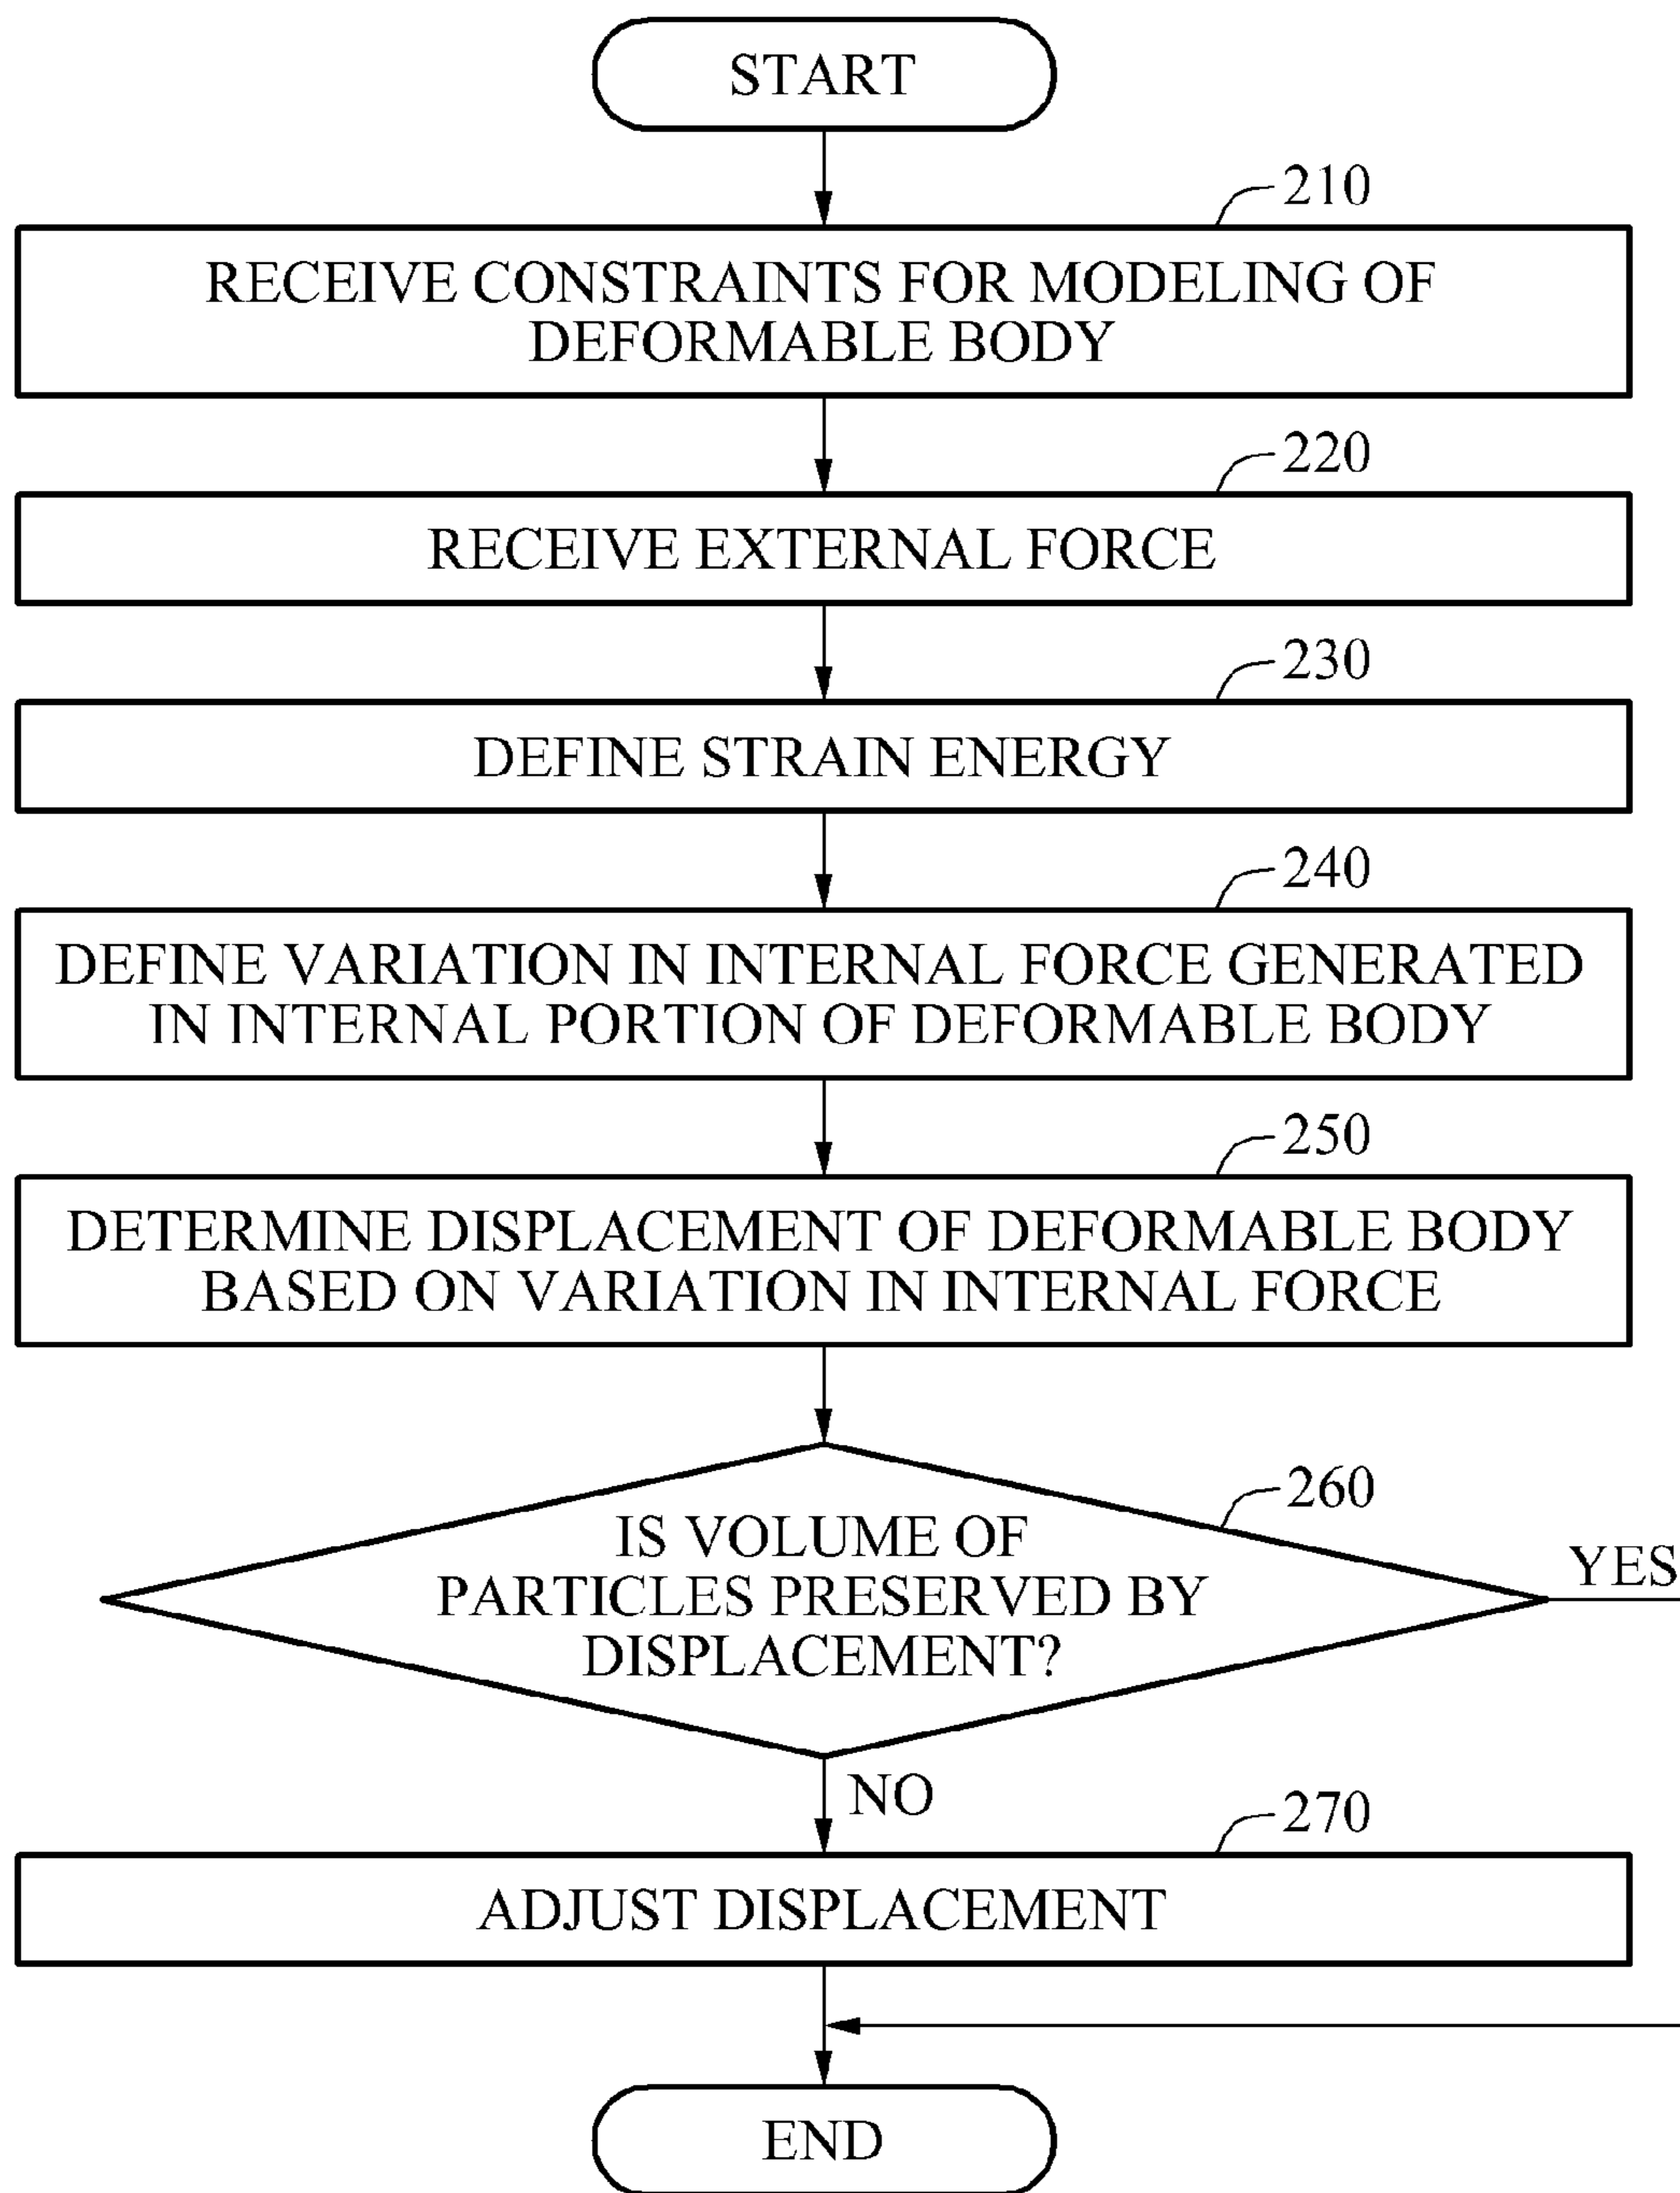 START
210
RECEIVE CONSTRAINTS FOR MODELING OF
DEFORMABLE BODY
220
RECEIVE EXTERNAL FORCE
230
DEFINE STRAIN ENERGY
240
DEFINE VARIATION IN INTERNAL FORCE GENERATED
IN INTERNAL PORTION OF DEFORMABLE BODY
250
DETERMINE DISPLACEMENT OF DEFORMABLE BODY
BASED ON VARIATION IN INTERNAL FORCE
260
IS VOLUME OF
PARTICLES PRESERVED BY
DISPLACEMENT?
YES
NO
270
ADJUST DISPLACEMENT
END